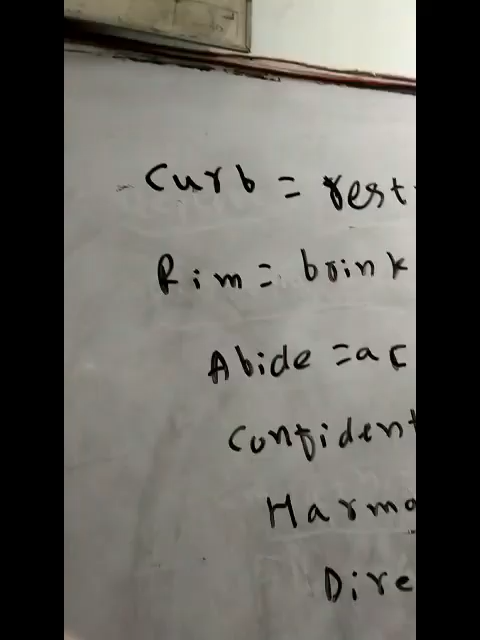 Curb = rest
Rim = brink
Abide = ac
Confident
Harmo
Dire